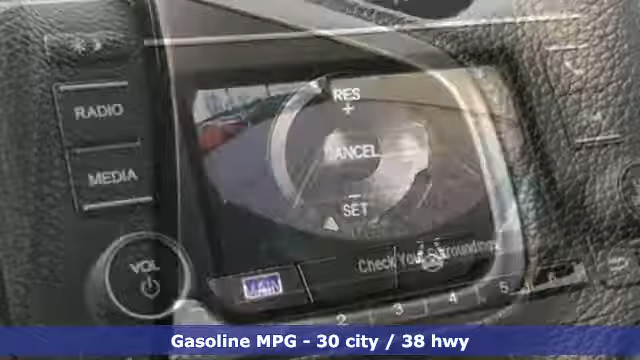 RADIO
RES
+
CANCEL
MEDIA
−
SET
VOL
Check Your Surroundings
MAIN
2 3 4 5 6
Gasoline MPG - 30 city / 38 hwy